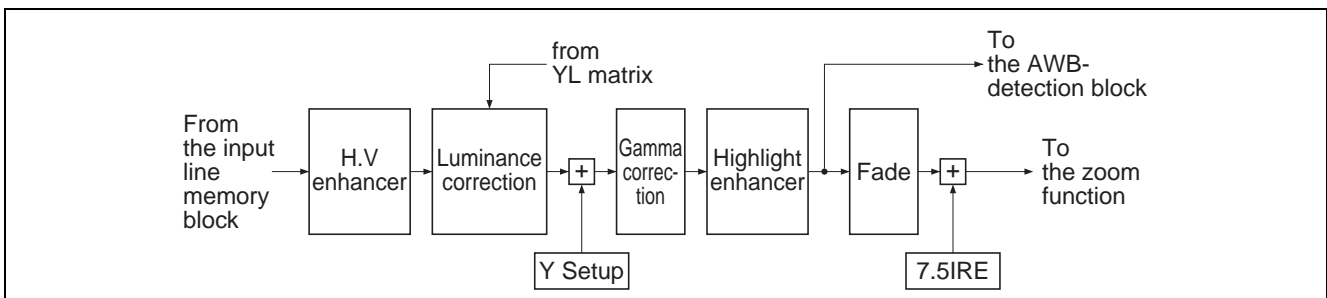 from
YL matrix
To
the AWB-
detection block
From
the input
line
memory
block
H.V
enhancer
Luminance
correction
+
Gamma
correc-
tion
Highlight
enhancer
Fade
+
To
the zoom
function
Y Setup
7.5IRE